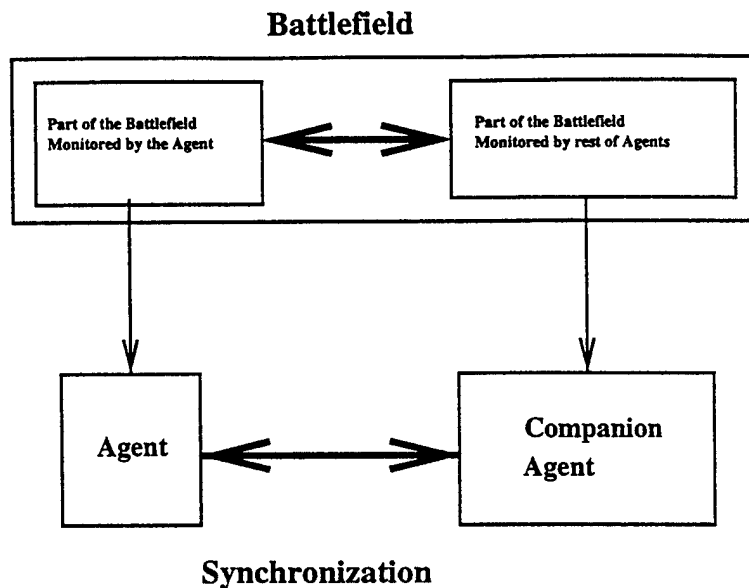 Battlefield
Part of the Battlefield
Monitored by the Agent
Part of the Battlefield
Monitored by rest of Agents
Agent
Companion
Agent
Synchronization